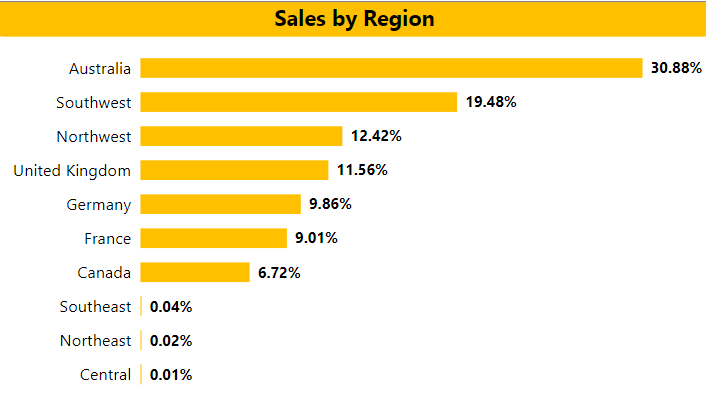 Sales by Region
Australia 30.88%
Southwest 19.48%
Northwest 12.42%
United Kingdom 11.56%
Germany 9.86%
France 9.01%
Canada 6.72%
Southeast 0.04%
Northeast 0.02%
Central 0.01%